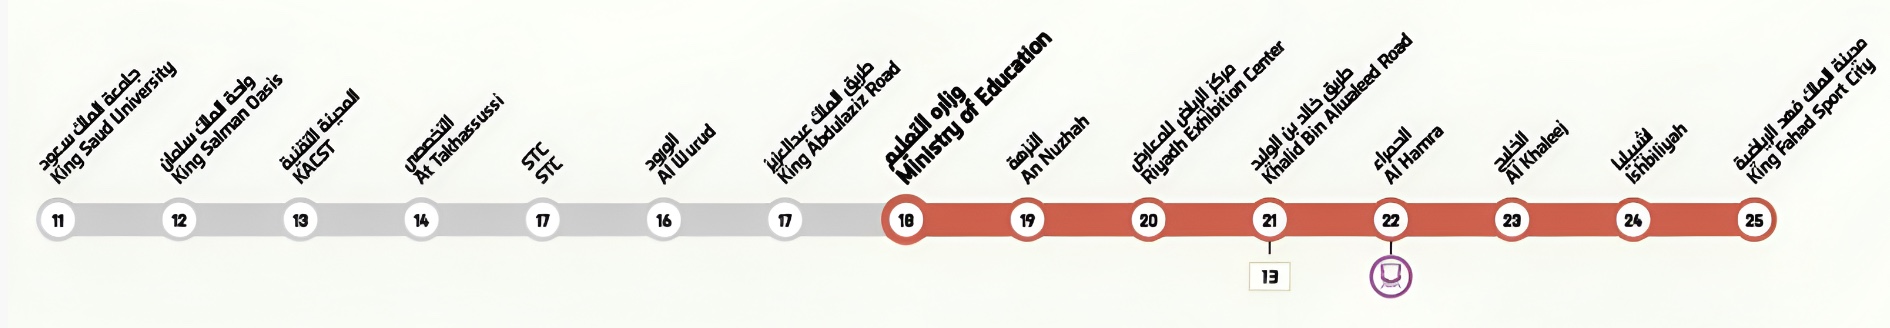 جامعة الملك سعود
King Saud University
واحة الملك سلمان
King Salman Oasis
المدينة التقنية
KACST
التخصصي
At Takhassussi
STC
STC
الورود
Al Wurud
طريق الملك عبدالعزيز
King Abdulaziz Road
وزارة التعليم
Ministry of Education
النزهة
An Nuzhah
مركز الرياض للمعارض
Riyadh Exhibition Center
طريق خالد بن الوليد
Khalid Bin Alwaleed Road
الحمراء
Al Hamra
الخليج
Al Khaleej
إشبيليا
Ishbiliyah
مدينة الملك فهد الرياضية
King Fahad Sport City
11 12 13 14 17 16 17 18 19 20 21 22 23 24 25
13